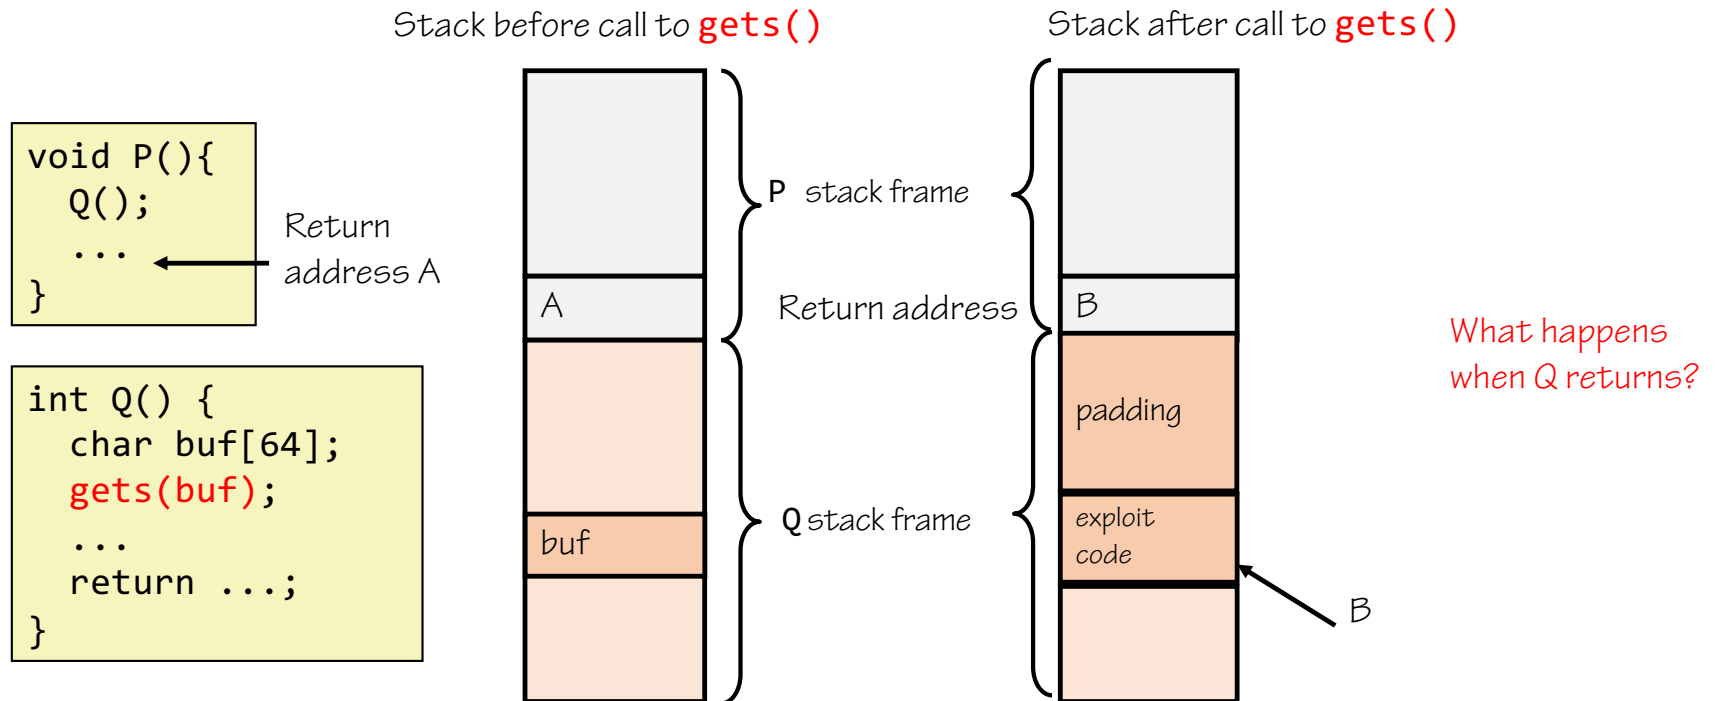 Stack before call to gets()
Stack after call to gets()
void P(){
  Q();
  ...
}
Return
address A
int Q() {
  char buf[64];
  gets(buf);
  ...
  return ...;
}
A
buf
P stack frame
Return address
Q stack frame
B
padding
exploit
code
B
What happens
when Q returns?